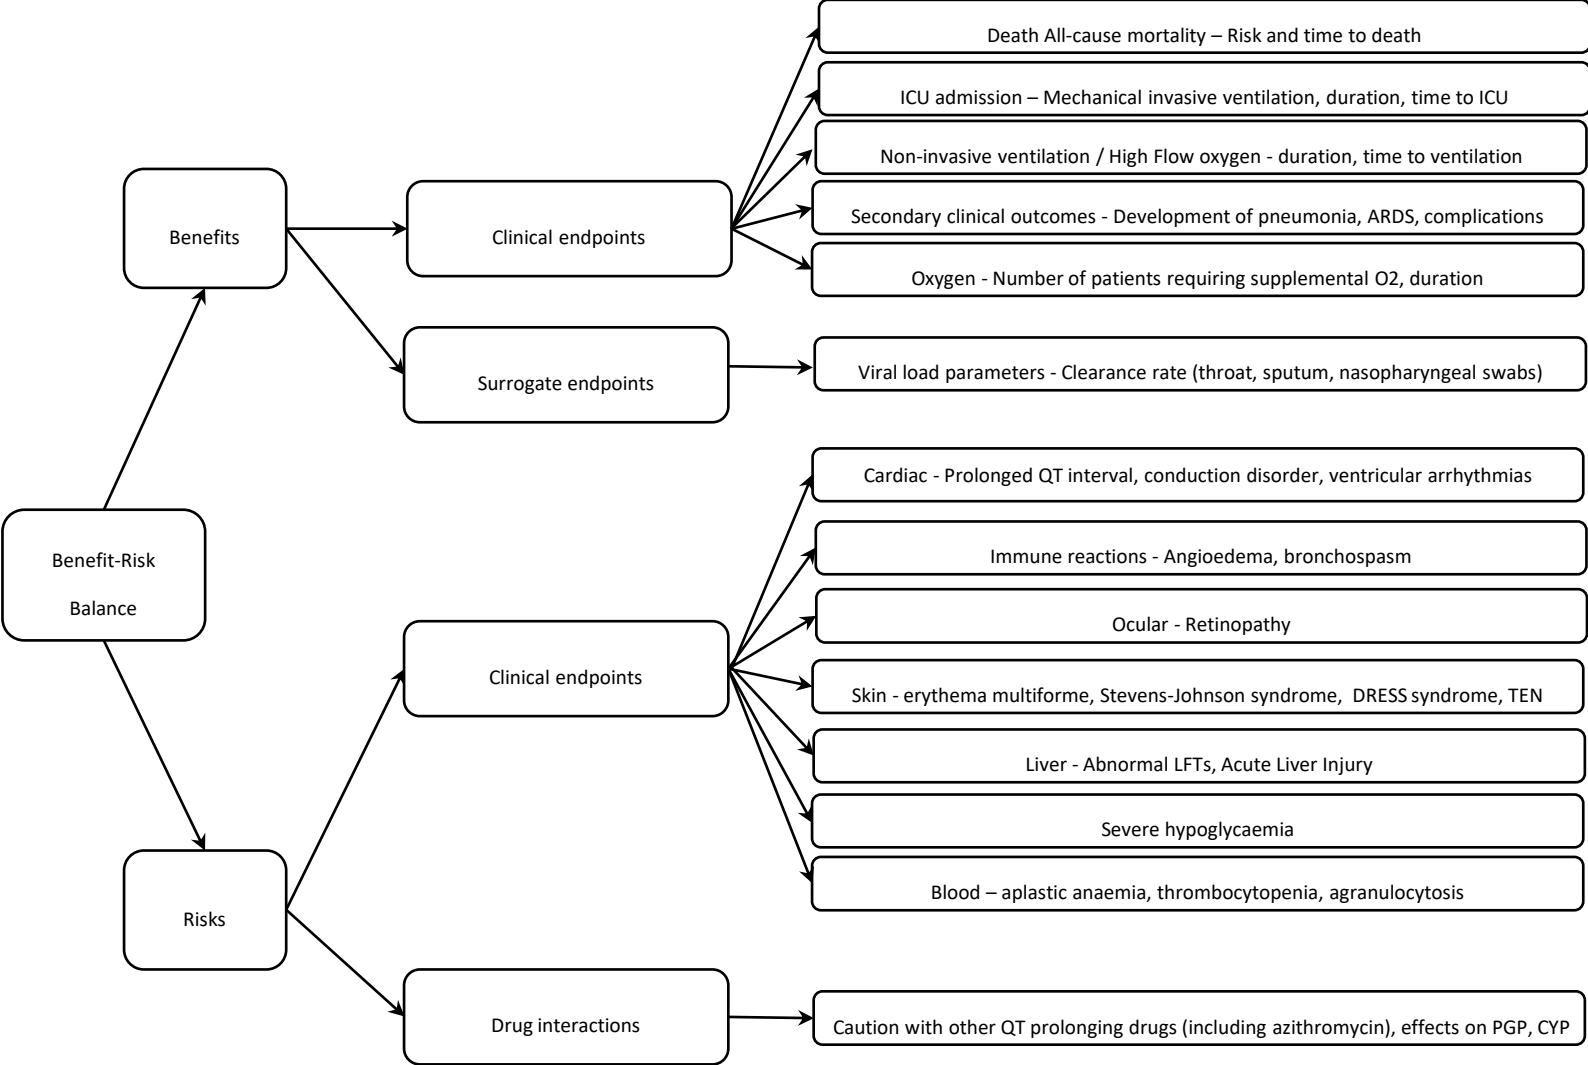 Death All-cause mortality – Risk and time to death
ICU admission – Mechanical invasive ventilation, duration, time to ICU
Non-invasive ventilation / High Flow oxygen - duration, time to ventilation
Secondary clinical outcomes - Development of pneumonia, ARDS, complications
Benefits
Clinical endpoints
Oxygen - Number of patients requiring supplemental O2, duration
Surrogate endpoints
Viral load parameters - Clearance rate (throat, sputum, nasopharyngeal swabs)
Cardiac - Prolonged QT interval, conduction disorder, ventricular arrhythmias
Benefit-Risk
Balance
Immune reactions - Angioedema, bronchospasm
Ocular - Retinopathy
Clinical endpoints
Skin - erythema multiforme, Stevens-Johnson syndrome, DRESS syndrome, TEN
Liver - Abnormal LFTs, Acute Liver Injury
Severe hypoglycaemia
Blood – aplastic anaemia, thrombocytopenia, agranulocytosis
Risks
Drug interactions
Caution with other QT prolonging drugs (including azithromycin), effects on PGP, CYP